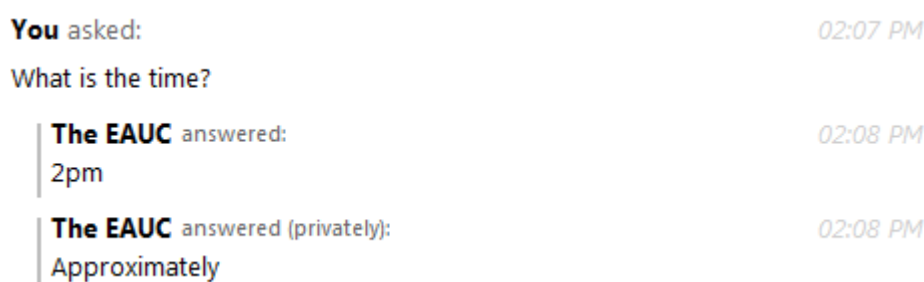 You asked: 02:07 PM
What is the time?
The EAUC answered: 02:08 PM
2pm
The EAUC answered (privately): 02:08 PM
Approximately